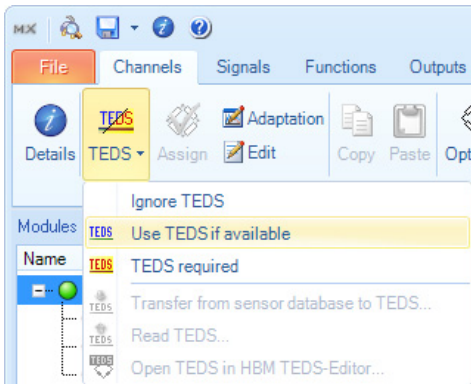 MX
File Channels Signals Functions Outputs
TEDS
Details TEDS Assign Adaptation Edit Copy Paste
Ignore TEDS
Modules TEDS Use TEDS if available
Name TEDS TEDS required
TEDS Transfer from sensor database to TEDS...
TEDS Read TEDS...
TEDS Open TEDS in HBM TEDS-Editor...